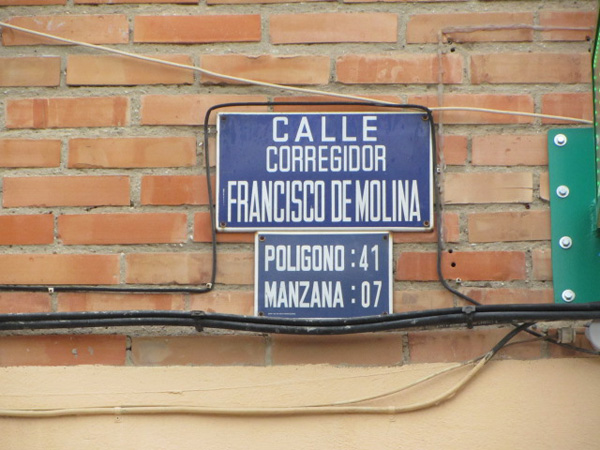 CALLE
CORREGIDOR
FRANCISCO DE MOLINA
POLIGONO : 41
MANZANA : 07